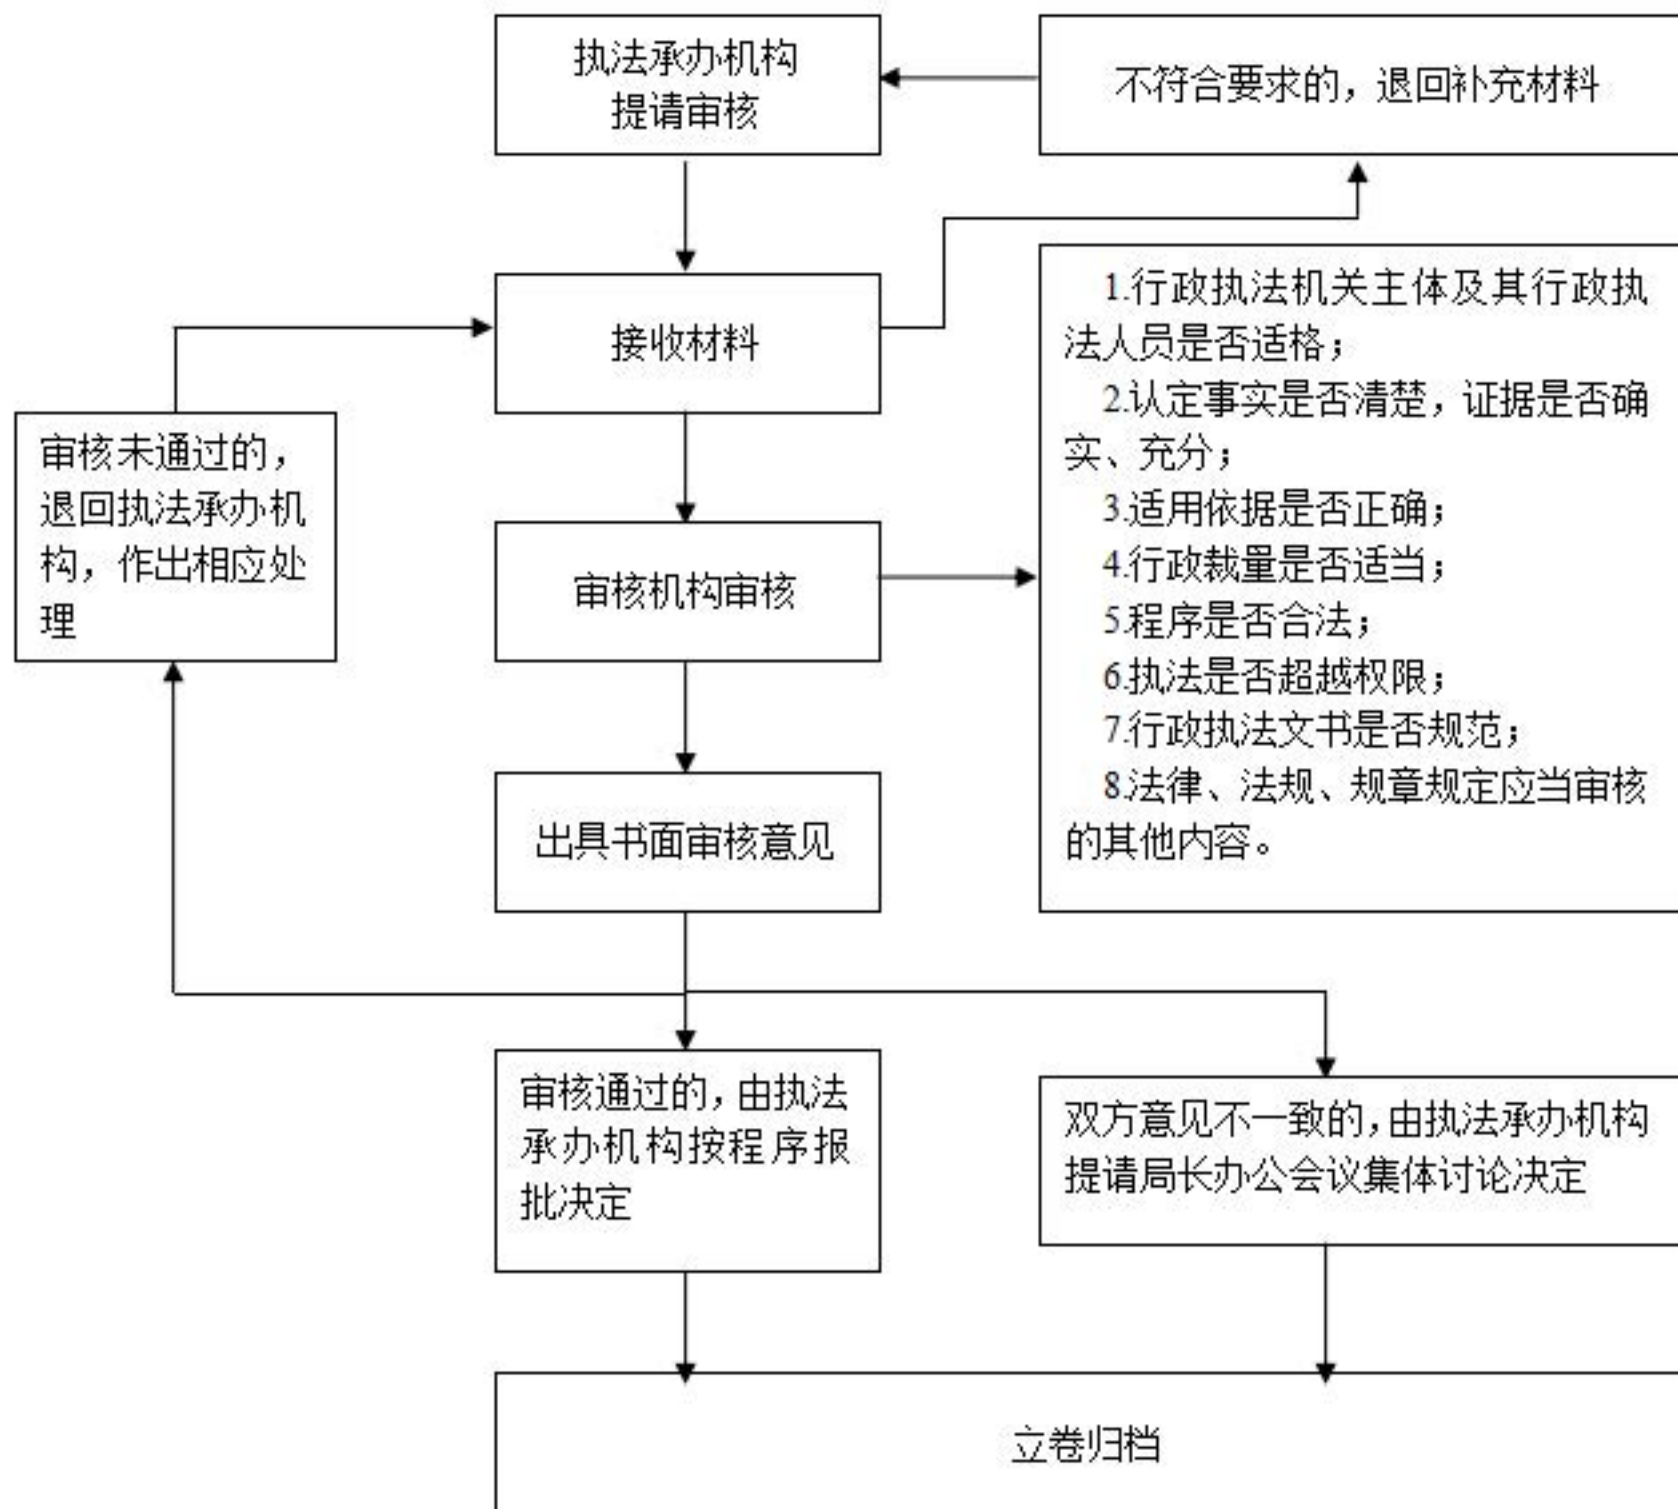 执法承办机构
提请审核
不符合要求的，退回补充材料
接收材料
1.行政执法机关主体及其行政执
法人员是否适格；
2.认定事实是否清楚，证据是否确
实、充分；
3.适用依据是否正确；
4.行政裁量是否适当；
5.程序是否合法；
6.执法是否超越权限；
7.行政执法文书是否规范；
8.法律、法规、规章规定应当审核
的其他内容。
审核未通过的，
退回执法承办机
构，作出相应处
理
审核机构审核
出具书面审核意见
审核通过的，由执法
承办机构按程序报
批决定
双方意见不一致的，由执法承办机构
提请局长办公会议集体讨论决定
立卷归档